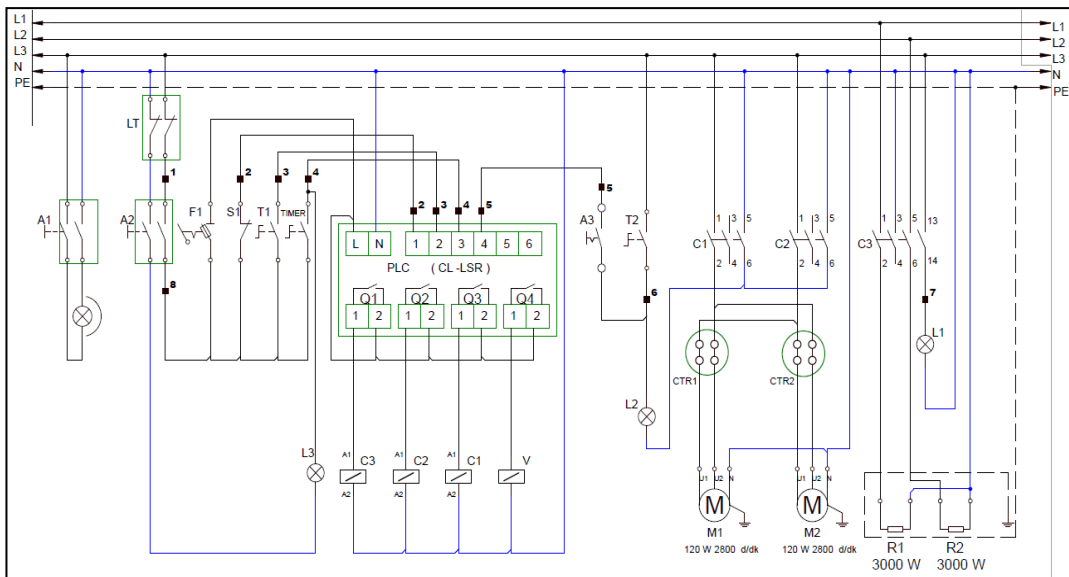 L1 L1
L2 L2
L3 L3
N N
PE PE
LT
1 2 3 4
5
A1 A2 F1 S1 T1 TIMER
2 3 4 5
A3 T2
L N 1 2 3 4 5 6
PLC ( CL -LSR )
Q1 Q2 Q3 Q4
1 2 1 2 1 2 1 2
1 3 5 1 3 5 1 3 5 13
C1 C2 C3
2 4 6 2 4 6 2 4 6 14
8
6
7
L1
CTR1 CTR2
L2
L3
A1 C3 A1 C2 A1 C1 V
A2 A2 A2
U1 U2 N U1 U2 N
M M
M1 M2
120 W 2800 d/dk 120 W 2800 d/dk
R1 R2
3000 W 3000 W